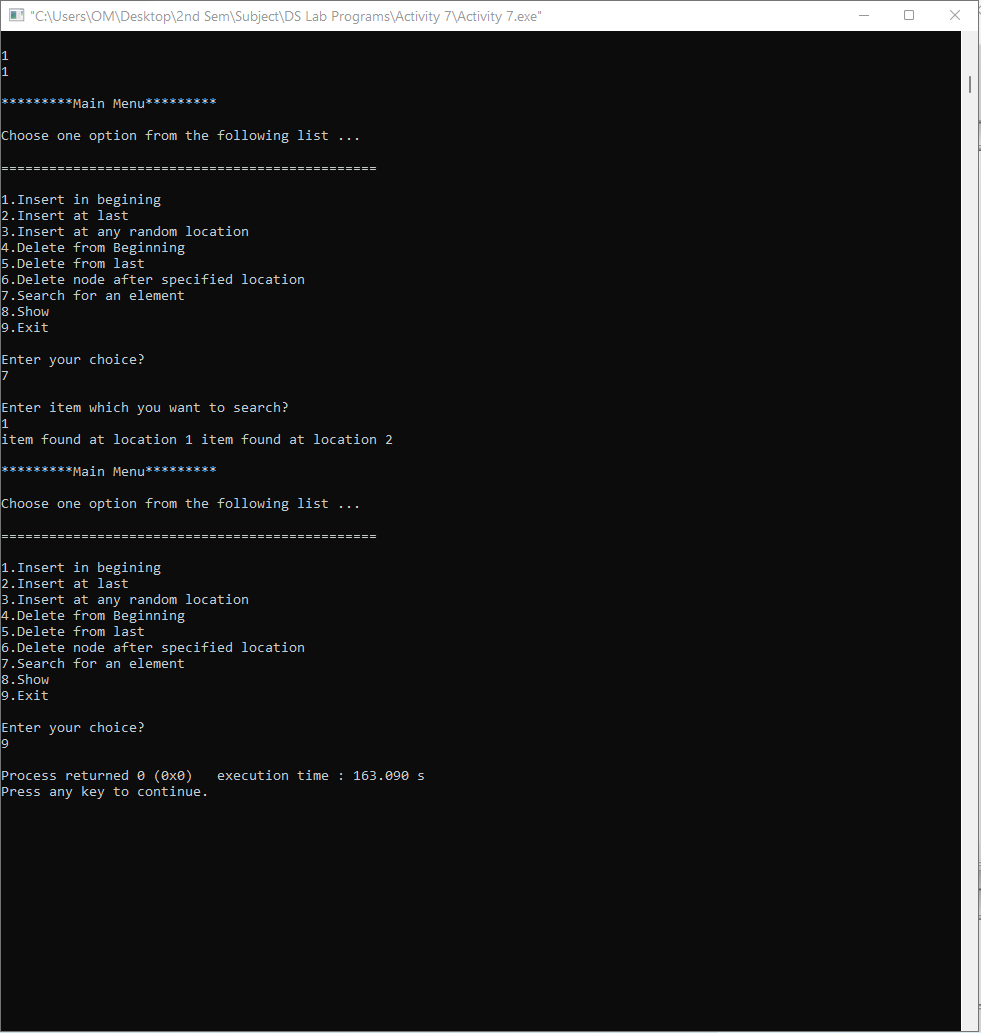 "C:\Users\OM\Desktop\2nd Sem\Subject\DS Lab Programs\Activity 7\Activity 7.exe"
1
1
*********Main Menu*********
Choose one option from the following list ...
===============================================
1.Insert in begining
2.Insert at last
3.Insert at any random location
4.Delete from Beginning
5.Delete from last
6.Delete node after specified location
7.Search for an element
8.Show
9.Exit
Enter your choice?
7
Enter item which you want to search?
1
item found at location 1 item found at location 2
*********Main Menu*********
Choose one option from the following list ...
===============================================
1.Insert in begining
2.Insert at last
3.Insert at any random location
4.Delete from Beginning
5.Delete from last
6.Delete node after specified location
7.Search for an element
8.Show
9.Exit
Enter your choice?
9
Process returned 0 (0x0)   execution time : 163.090 s
Press any key to continue.